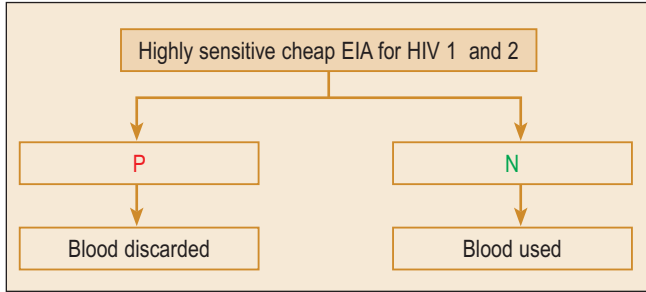 Highly sensitive cheap EIA for HIV 1 and 2
P
N
Blood discarded
Blood used